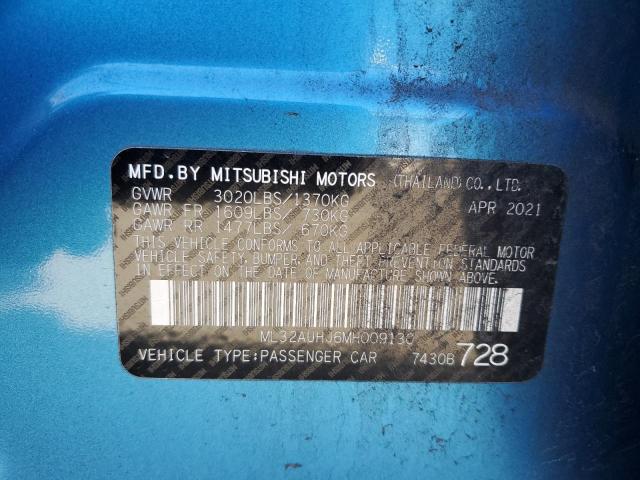 MFD.BY MITSUBISHI MOTORS (THAILAND)CO.,LTD.
GVWR 3020LBS/1370KG APR 2021
GAWR FR 1609LBS/ 730KG
GAWR RR 1477LBS/ 670KG
THIS VEHICLE CONFORMS TO ALL APPLICABLE FEDERAL MOTOR
VEHICLE SAFETY,BUMPER,AND THEFT PREVENTION STANDARDS
IN EFFECT ON THE DATE OF MANUFACTURE SHOWN ABOVE.
ML32AUHJ6MH009130
VEHICLE TYPE:PASSENGER CAR 7430B 728